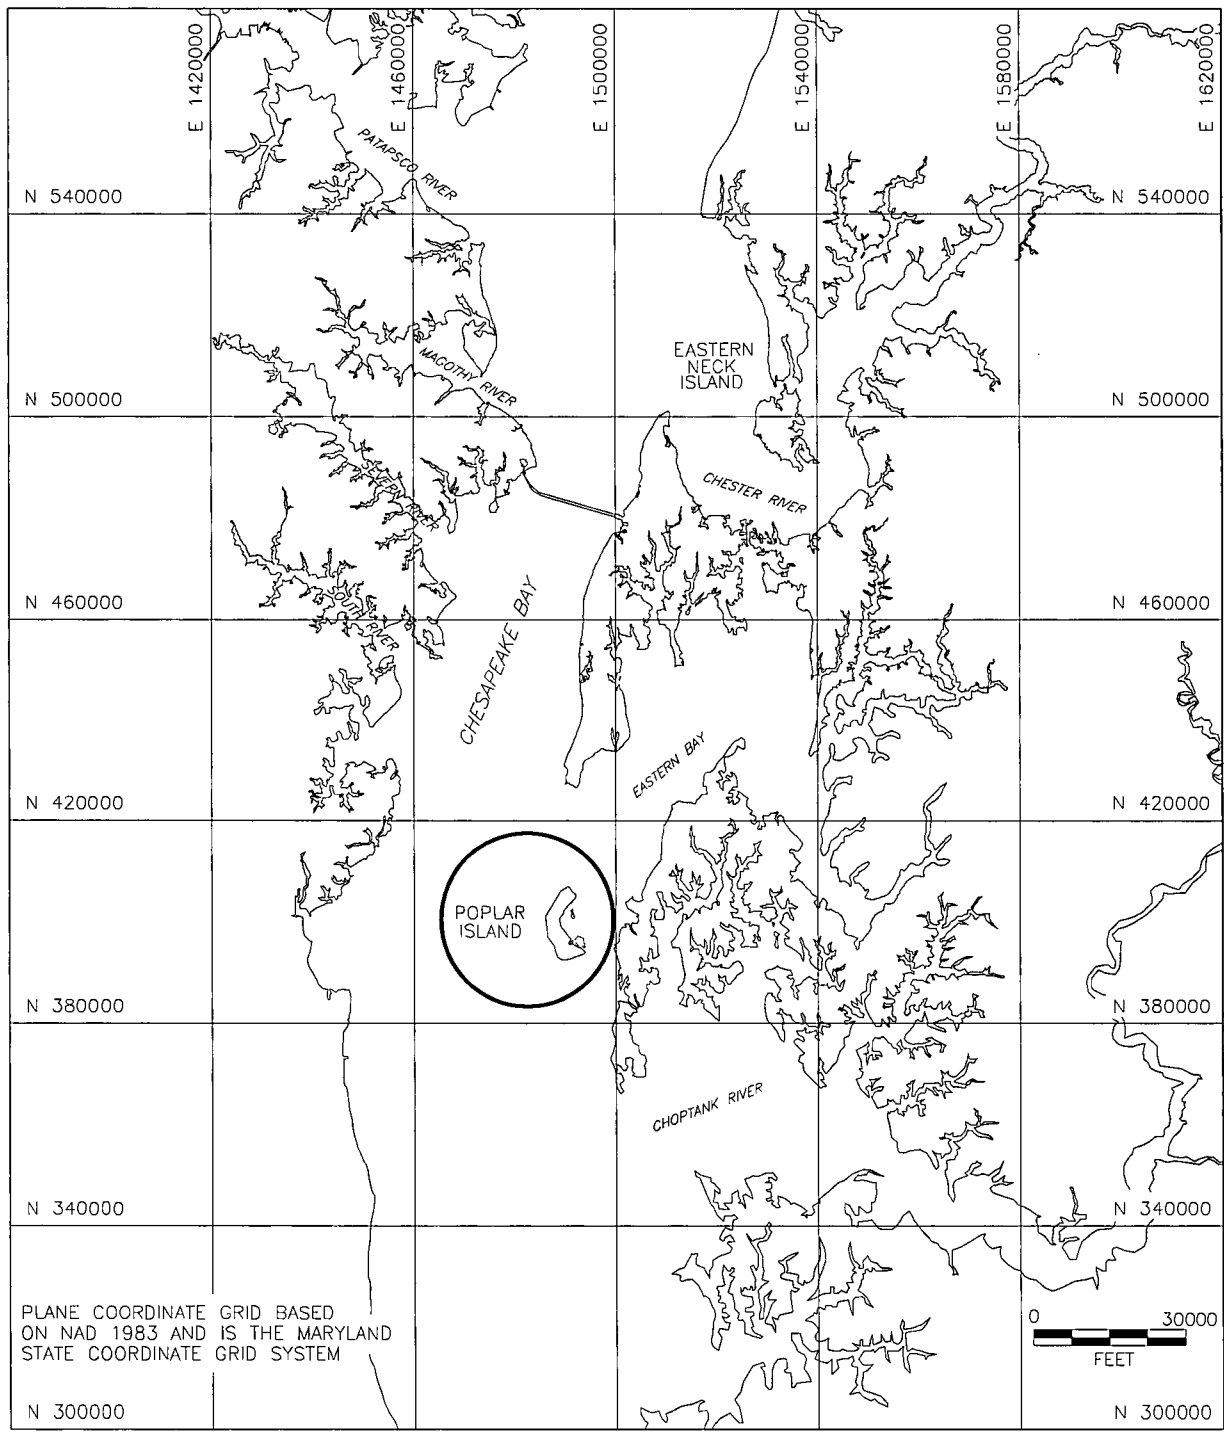 E 1420000
E 1460000
E 1500000
E 1540000
E 1580000
E 1620000
PATAPSCO RIVER
N 540000
N 540000
EASTERN
NECK
ISLAND
MAGOTHY RIVER
N 500000
N 500000
SEVERN RIVER
CHESTER RIVER
N 460000
N 460000
SOUTH RIVER
CHESAPEAKE BAY
EASTERN BAY
N 420000
N 420000
POPLAR
ISLAND
N 380000
N 380000
CHOPTANK RIVER
N 340000
N 340000
PLANE COORDINATE GRID BASED
ON NAD 1983 AND IS THE MARYLAND
STATE COORDINATE GRID SYSTEM
0 30000
FEET
N 300000
N 300000